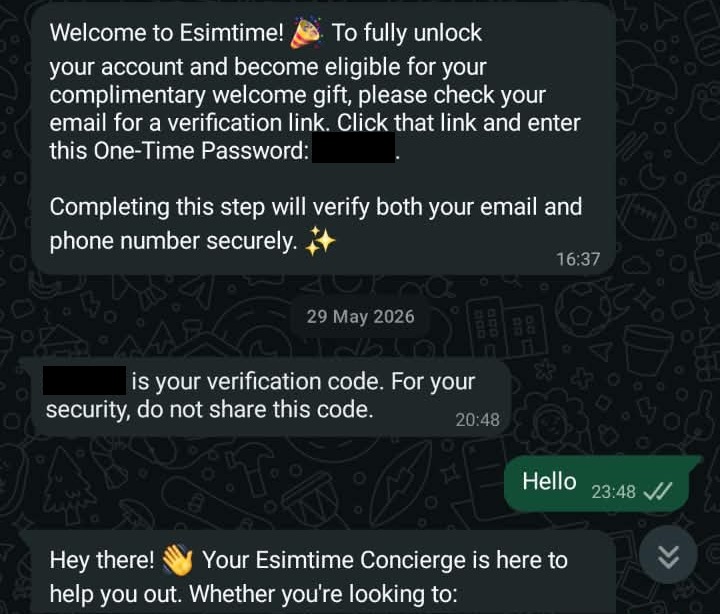 Welcome to Esimtime! 🎉 To fully unlock
your account and become eligible for your
complimentary welcome gift, please check your
email for a verification link. Click that link and enter
this One-Time Password: .
Completing this step will verify both your email and
phone number securely. ✨
16:37
29 May 2026
is your verification code. For your
security, do not share this code.
20:48
Hello
23:48
Hey there! 👋 Your Esimtime Concierge is here to
help you out. Whether you're looking to: